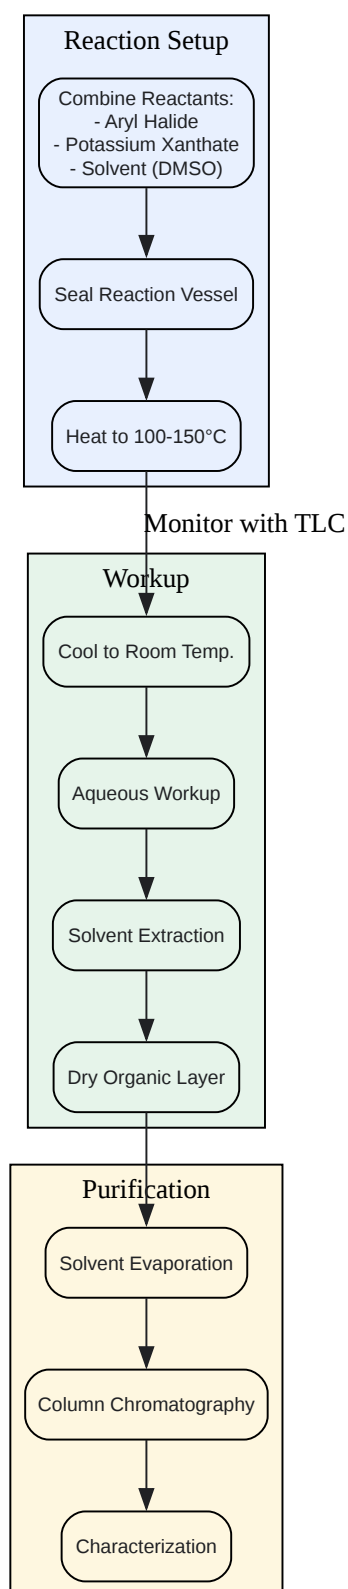 Reaction Setup
Combine Reactants:
- Aryl Halide
- Potassium Xanthate
- Solvent (DMSO)
Seal Reaction Vessel
Heat to 100-150°C
Monitor with TLC
Workup
Cool to Room Temp.
Aqueous Workup
Solvent Extraction
Dry Organic Layer
Purification
Solvent Evaporation
Column Chromatography
Characterization